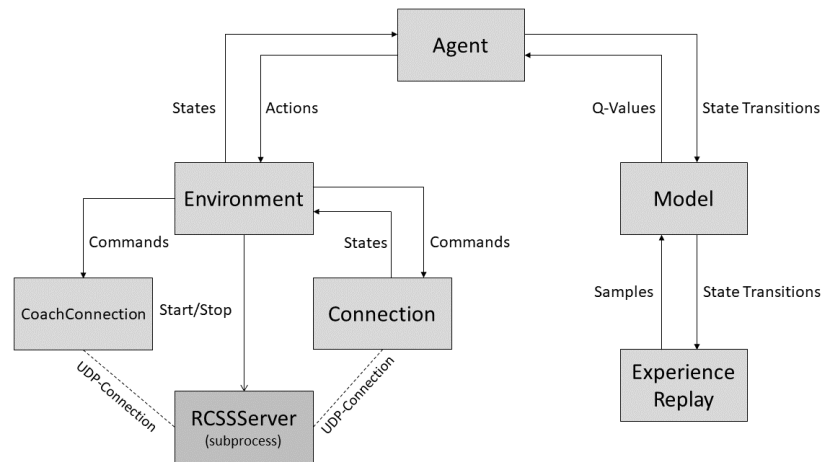 Agent
States
Actions
Q-Values
State Transitions
Environment
Model
Commands
States
Commands
Samples
State Transitions
CoachConnection
Start/Stop
Connection
UDP-Connection
UDP-Connection
Experience
Replay
RCSSServer
(subprocess)